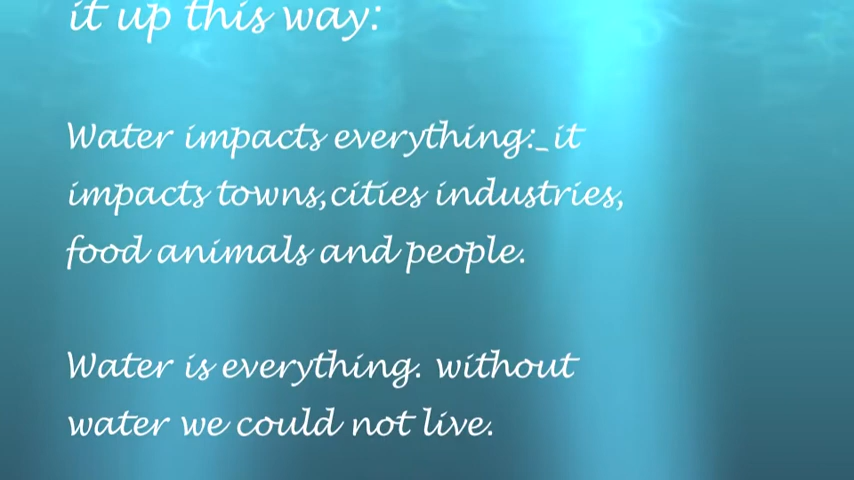 it up this way:
Water impacts everything:_it
impacts towns,cities industries,
food animals and people.
Water is everything. without
water we could not live.